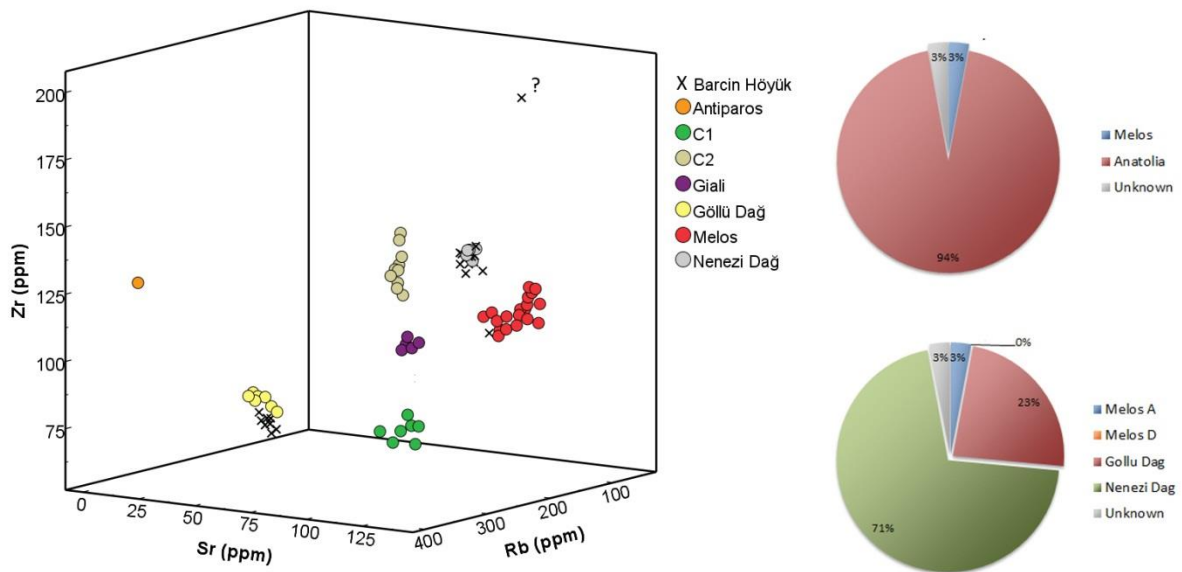 200
175
150
125
100
75
Zr (ppm)
0
25
50
75
100
125
Sr (ppm)
400
300
200
100
Rb (ppm)
?
X Barcin Höyük
Antiparos
C1
C2
Giali
Göllü Dağ
Melos
Nenezi Dağ
3%
3%
94%
Melos
Anatolia
Unknown
3%
3%
0%
23%
71%
Melos A
Melos D
Gollu Dag
Nenezi Dag
Unknown